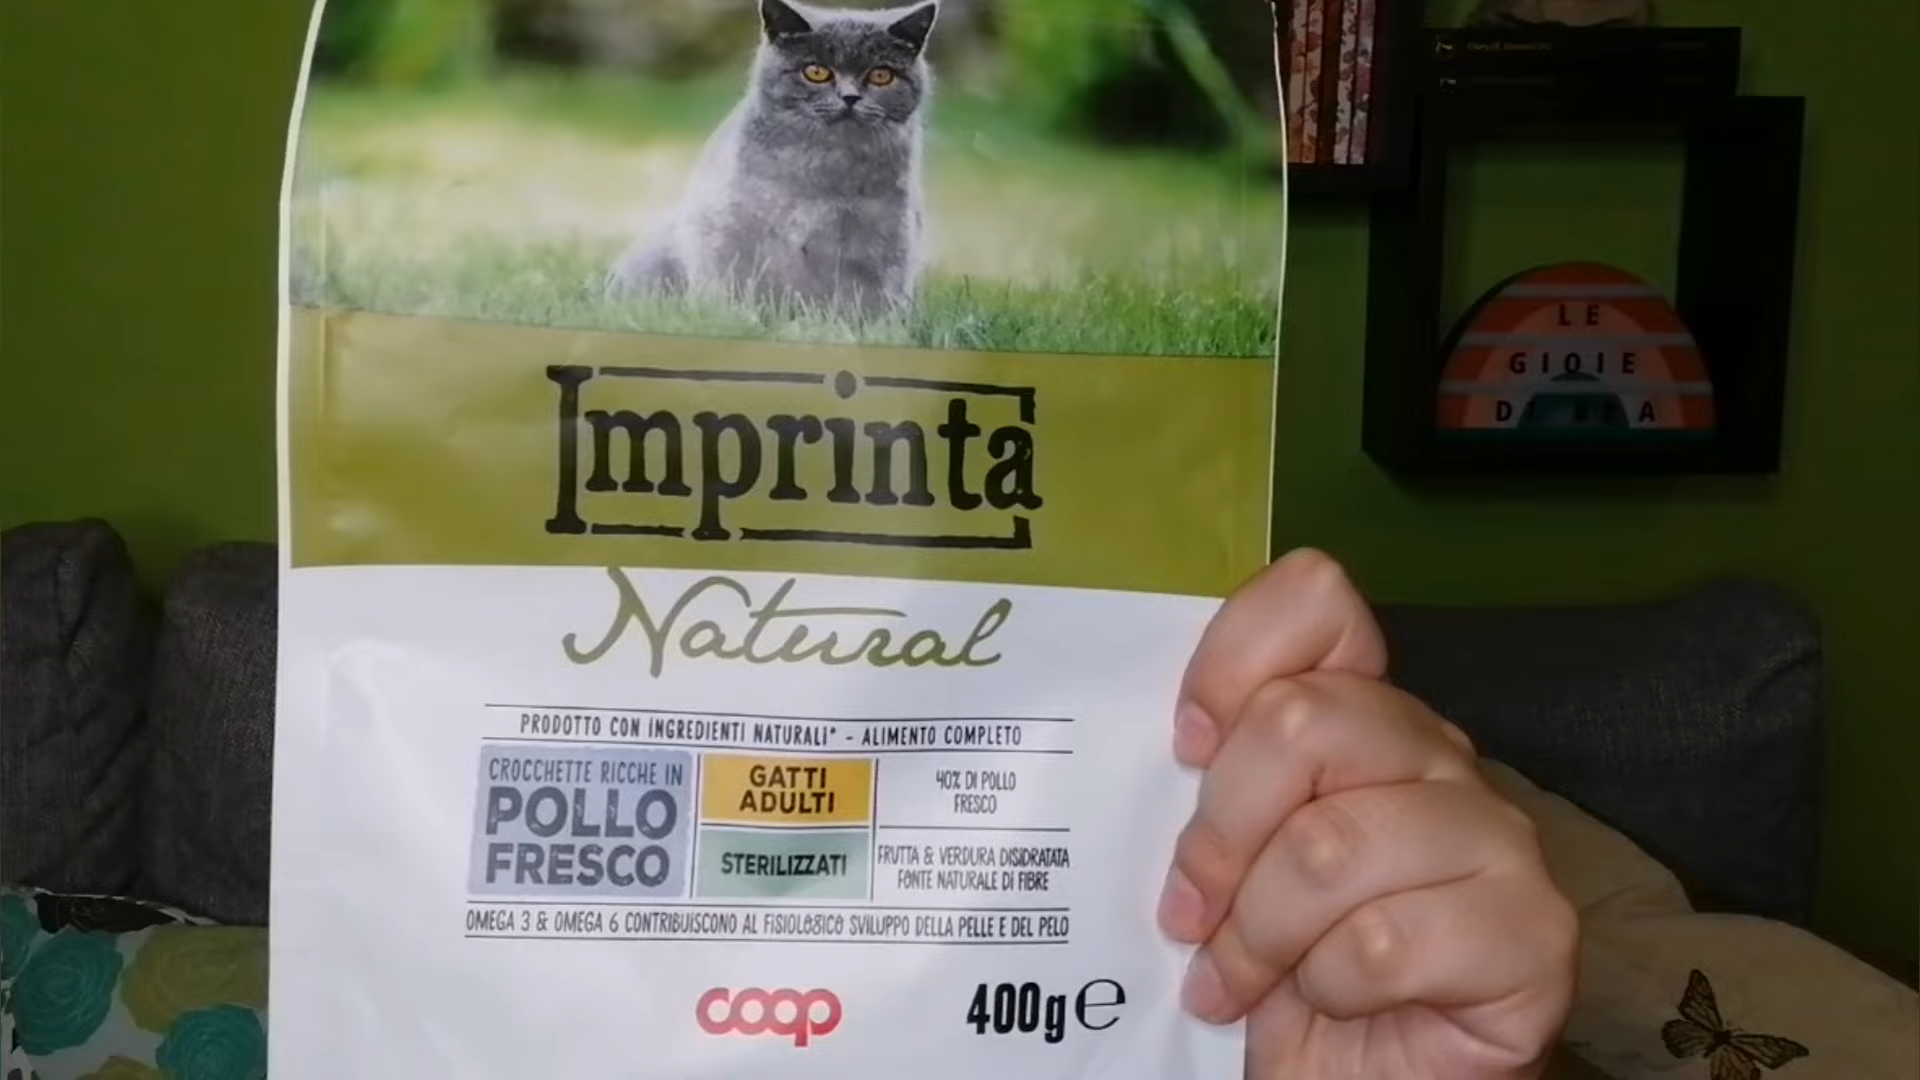 Imprinta
Natural
PRODOTTO CON INGREDIENTI NATURALI* - ALIMENTO COMPLETO
CROCCHETTE RICCHE IN
POLLO
FRESCO
GATTI
ADULTI
STERILIZZATI
40% DI POLLO
FRESCO
FRUTTA & VERDURA DISIDRATATA
FONTE NATURALE DI FIBRE
OMEGA 3 & OMEGA 6 CONTRIBUISCONO AL FISIOLOGICO SVILUPPO DELLA PELLE E DEL PELO
coop
400g e
LE
GIOIE